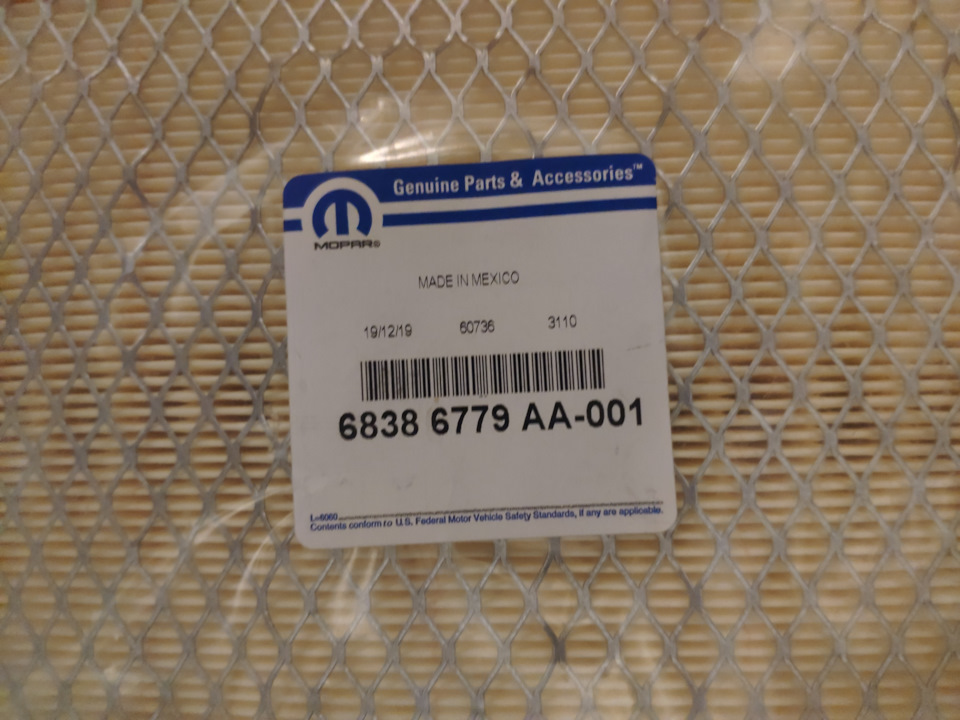 Genuine Parts & Accessories™
MOPAR®
MADE IN MEXICO
19/12/19 60736 3110
6838 6779 AA-001
L-6060
Contents conform to U.S. Federal Motor Vehicle Safety Standards, if any are applicable.